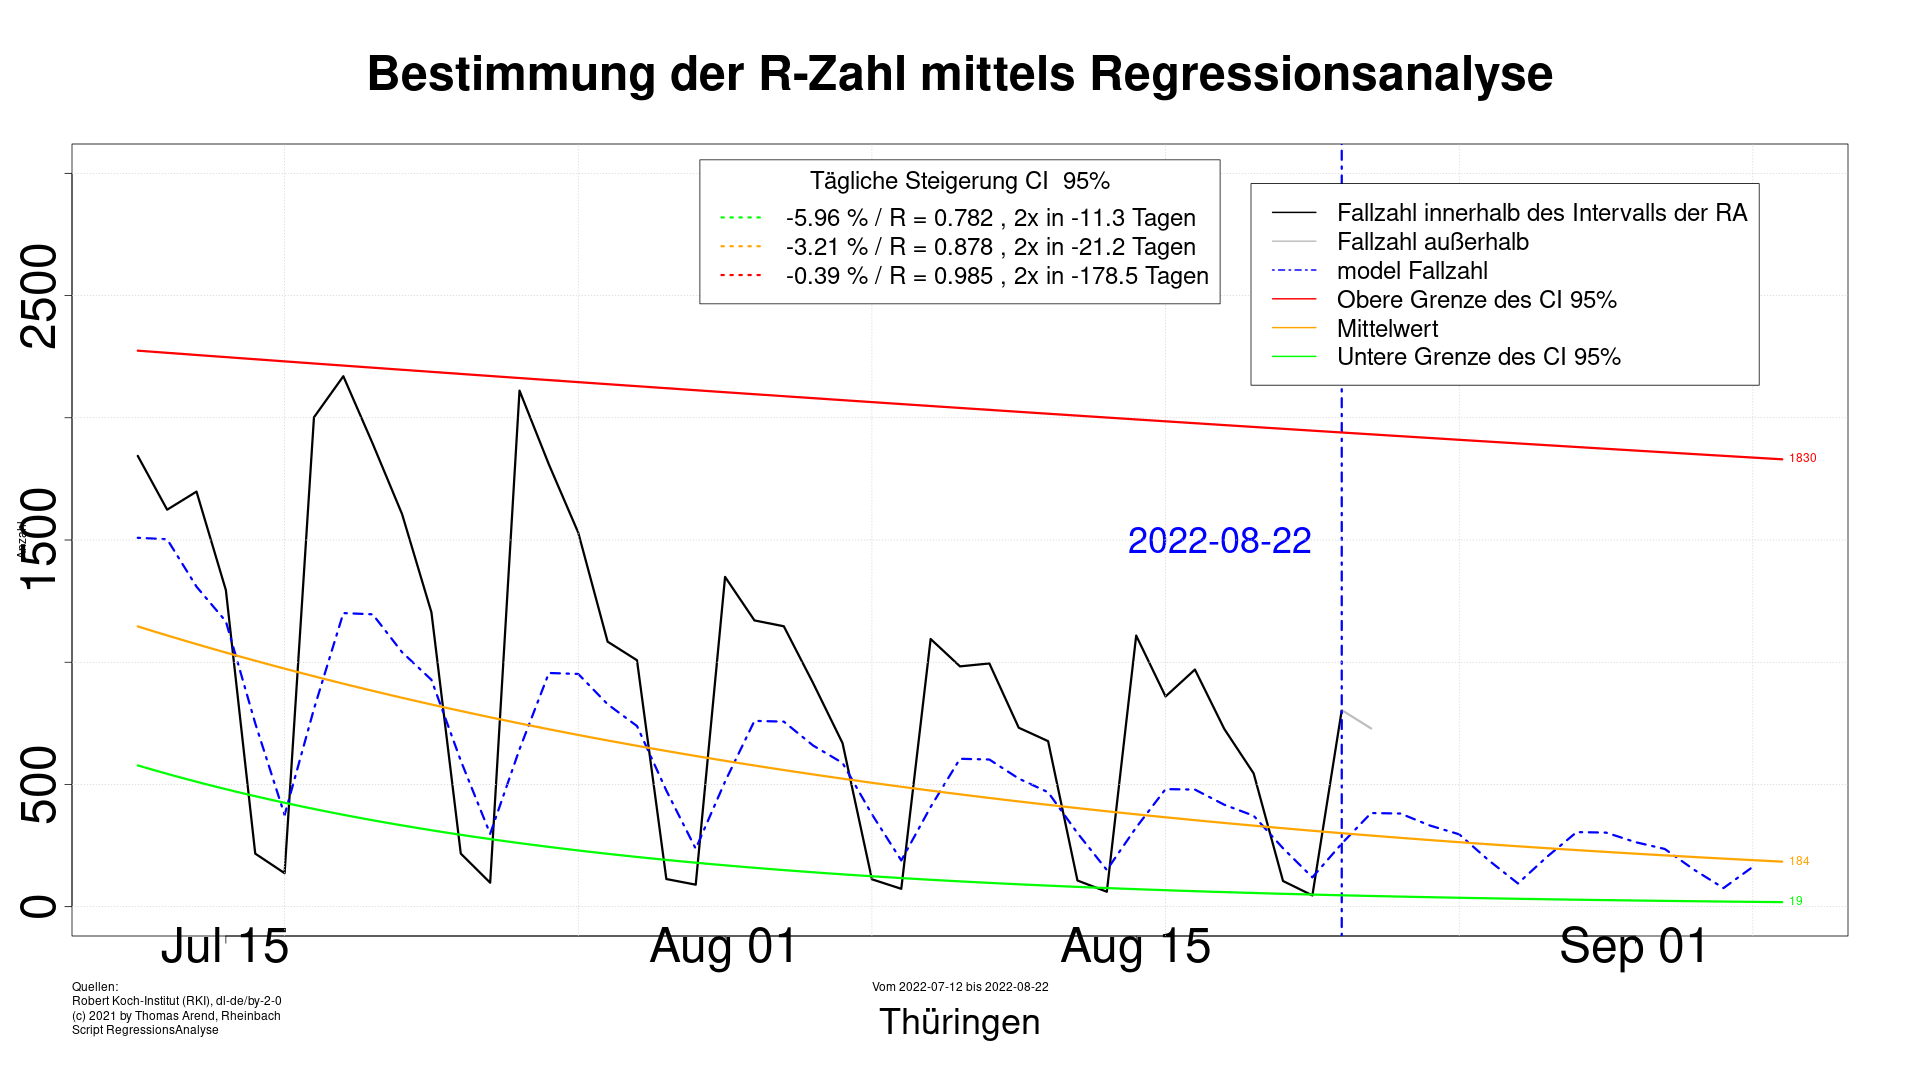 Bestimmung der R-Zahl mittels Regressionsanalyse
Tägliche Steigerung CI  95%
-5.96 % / R = 0.782 , 2x in -11.3 Tagen
-3.21 % / R = 0.878 , 2x in -21.2 Tagen
-0.39 % / R = 0.985 , 2x in -178.5 Tagen
Fallzahl innerhalb des Intervalls der RA
Fallzahl außerhalb
model Fallzahl
Obere Grenze des CI 95%
Mittelwert
Untere Grenze des CI 95%
2500
1500
500
0
Anzahl
2022-08-22
1830
184
19
Jul 15
Aug 01
Aug 15
Sep 01
Quellen:
Robert Koch-Institut (RKI), dl-de/by-2-0
(c) 2021 by Thomas Arend, Rheinbach
Script RegressionsAnalyse
Vom 2022-07-12 bis 2022-08-22
Thüringen